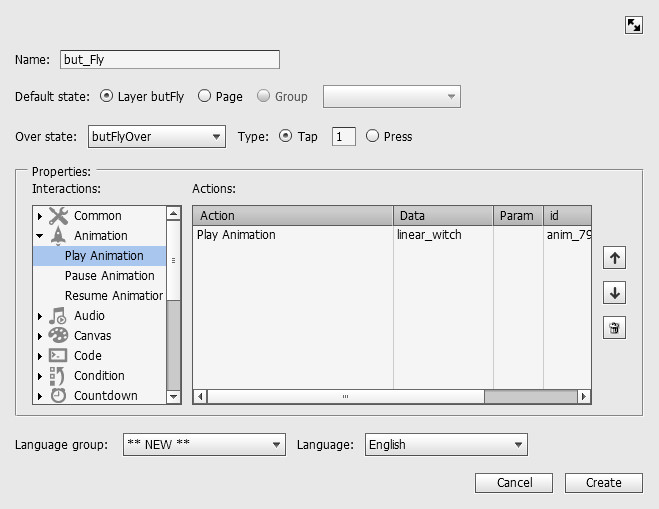 Name: but_Fly
Default state: Layer butFly Page Group
Over state: butFlyOver Type: Tap 1 Press
Properties:
Interactions: Actions:
Common
Animation
Play Animation
Pause Animation
Resume Animation
Audio
Canvas
Code
Condition
Countdown
Action Data Param id
Play Animation linear_witch anim_79
Language group: ** NEW ** Language: English
Cancel Create